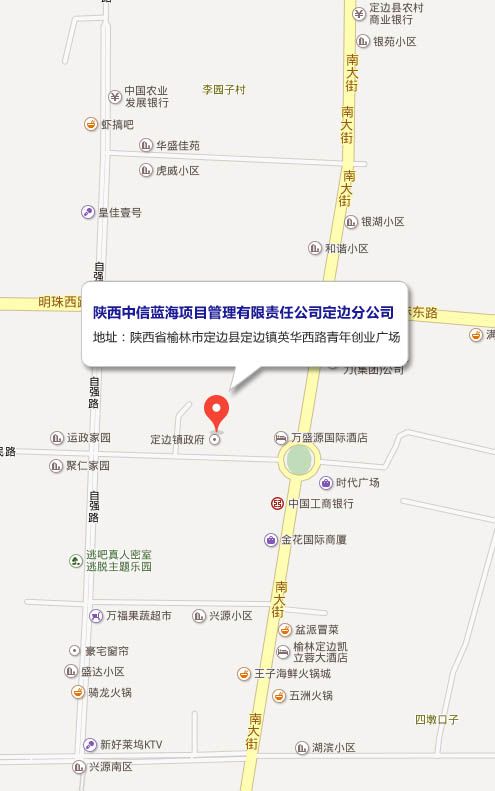 定边县农村
商业银行
银苑小区
南大街
中国农业
发展银行
李园子村
虾搞吧
南大街
华盛佳苑
虎威小区
南大街
皇佳壹号
银湖小区
和谐小区
自强
明珠西路
东路
陕西中信蓝海项目管理有限责任公司定边分公司
地址：陕西省榆林市定边县定边镇英华西路青年创业广场
满
力(集团)公司
自强路
运政家园
定边镇政府
万盛源国际酒店
民路
聚仁家园
时代广场
自强路
中国工商银行
金花国际商厦
逃吧真人密室
逃脱主题乐园
南大街
万福果蔬超市
兴源小区
盆派冒菜
豪宅窗帘
榆林定边凯
立蓉大酒店
盛达小区
王子海鲜火锅城
骑龙火锅
五洲火锅
南大街
四墩口子
新好莱坞KTV
湖滨小区
兴源南区